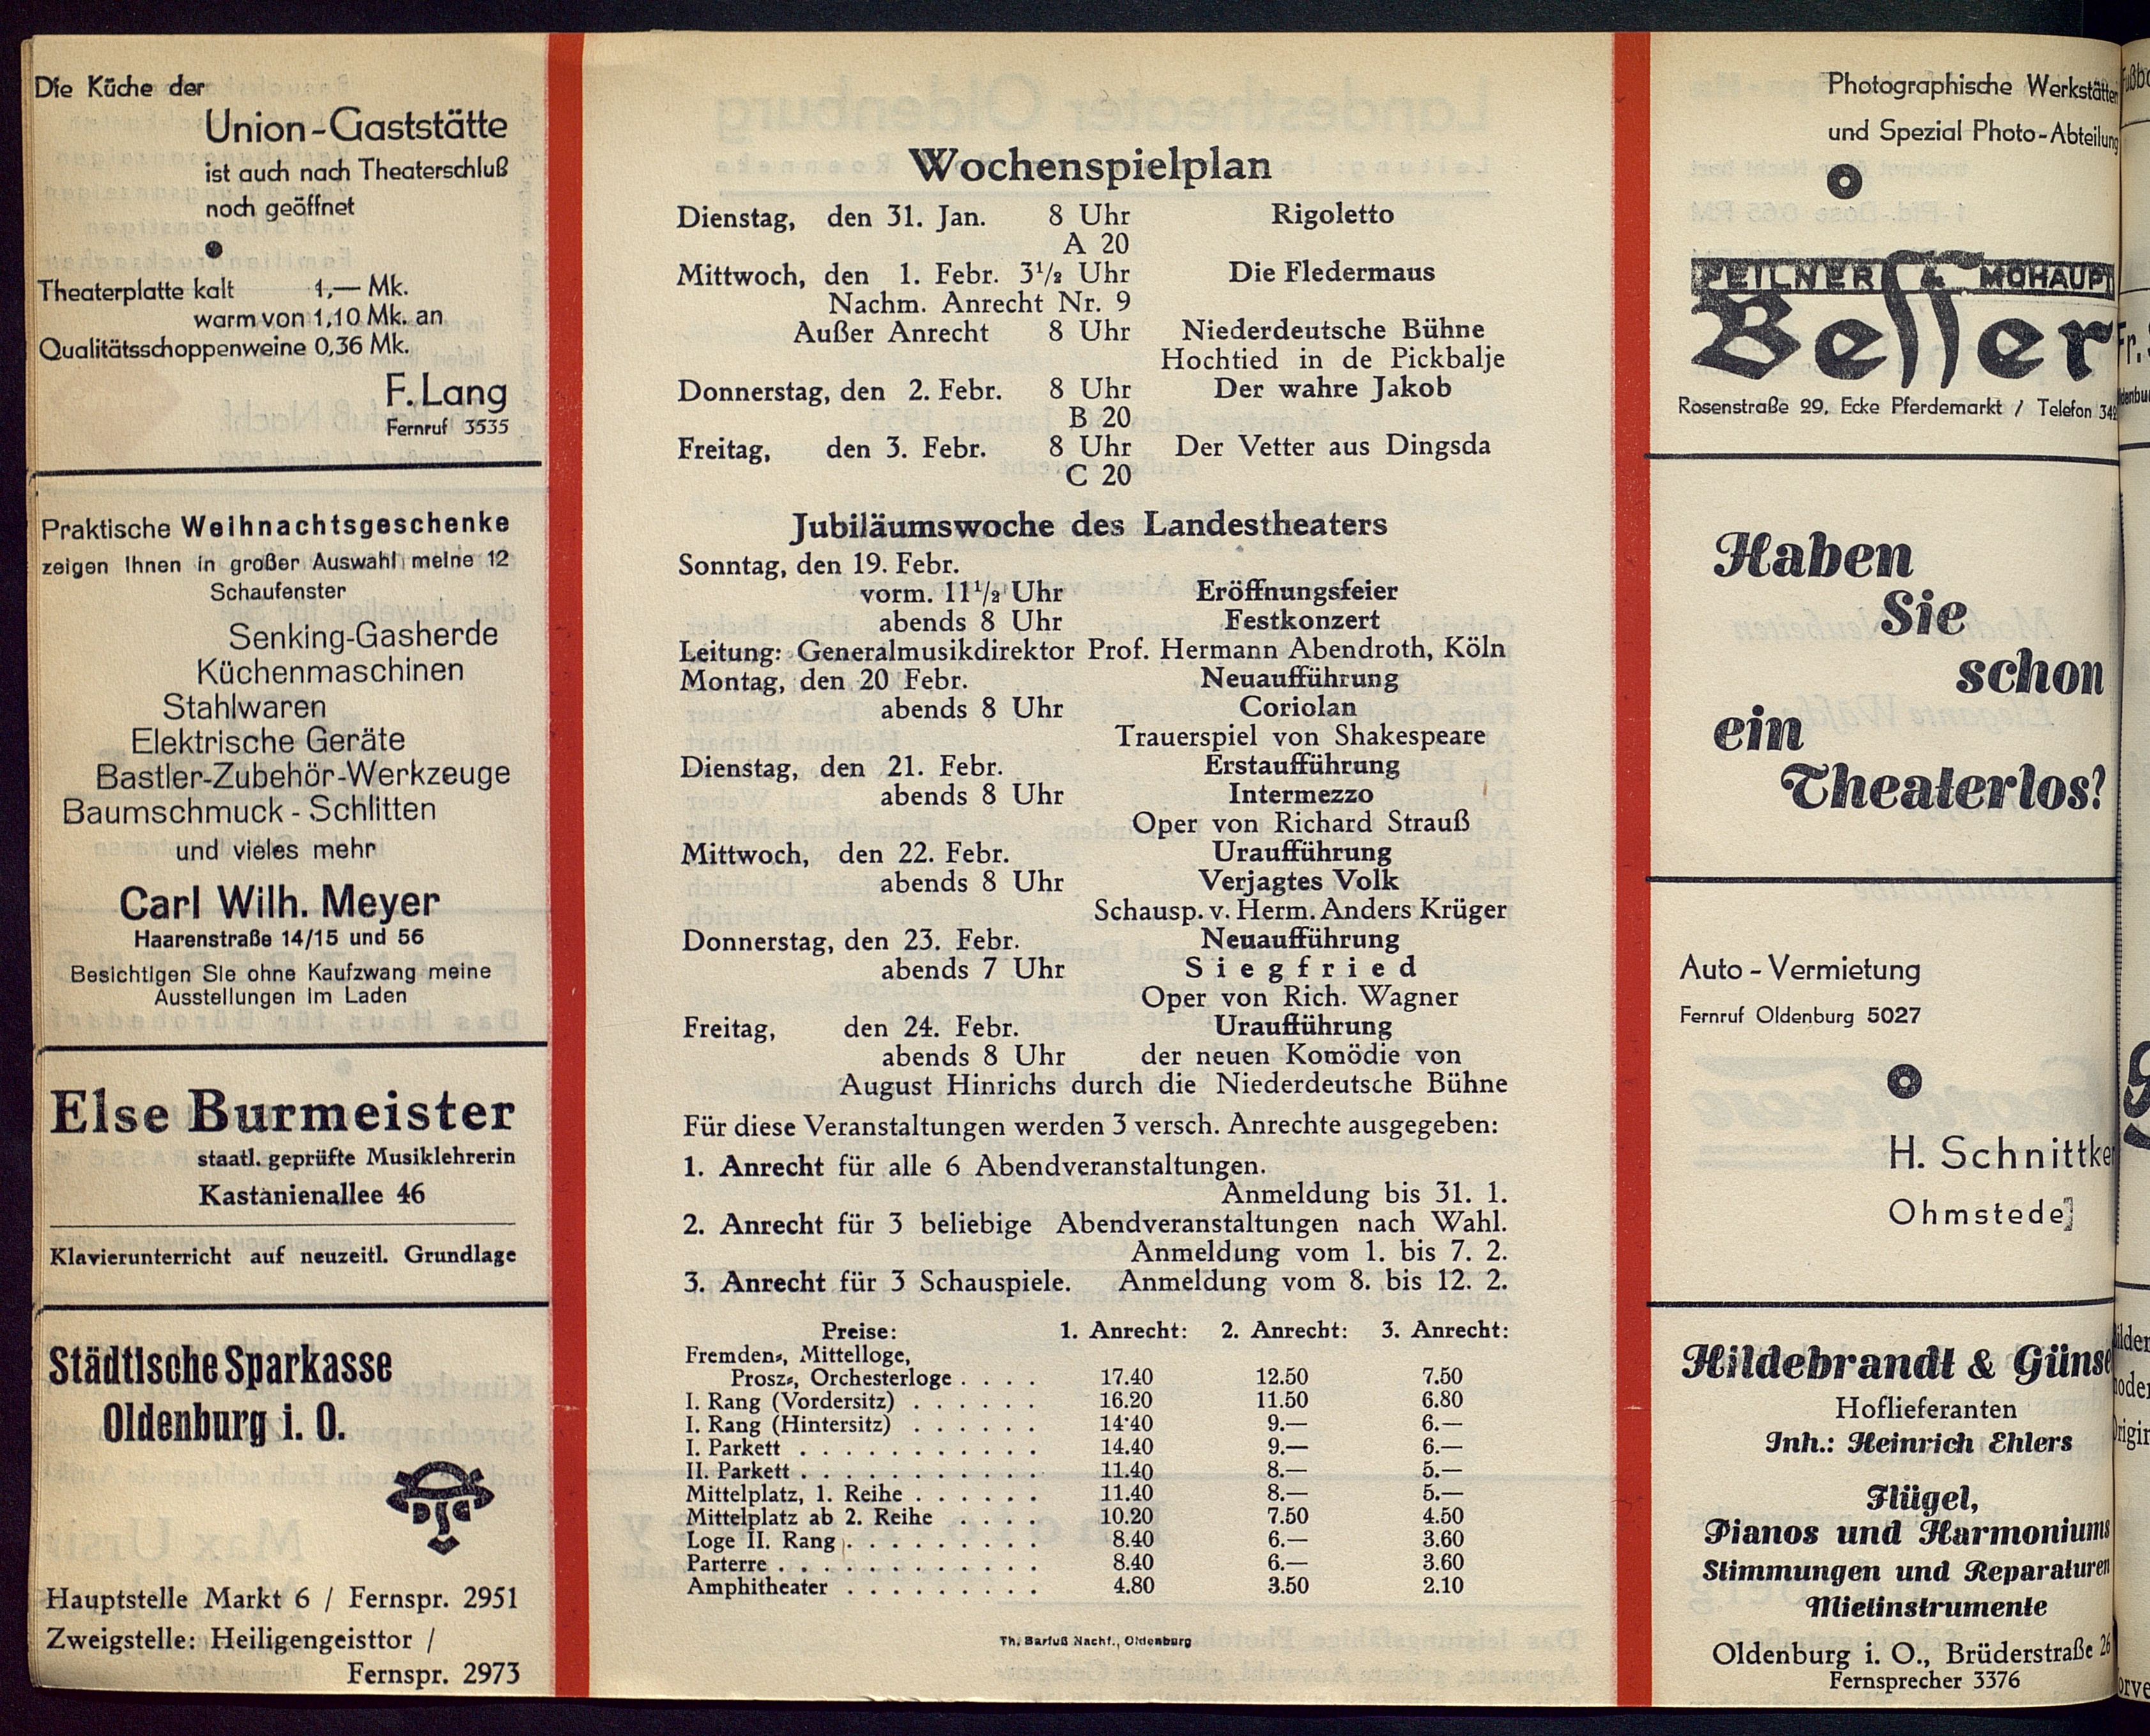 Die Küche der
Union-Gaststätte
ist auch nach Theaterschluß
noch geöffnet
Theaterplatte kalt 1,— Mk.
warm von 1,10 Mk. an
Qualitätsschoppenweine 0,36 Mk.
F. Lang
Fernruf 3535
Praktische Weihnachtsgeschenke
zeigen Ihnen in großer Auswahl meine 12
Schaufenster
Senking-Gasherde
Küchenmaschinen
Stahlwaren
Elektrische Geräte
Bastler-Zubehör-Werkzeuge
Baumschmuck - Schlitten
und vieles mehr
Carl Wilh. Meyer
Haarenstraße 14/15 und 56
Besichtigen Sie ohne Kaufzwang meine
Ausstellungen im Laden
Else Burmeister
staatl. geprüfte Musiklehrerin
Kastanienallee 46
Klavierunterricht auf neuzeitl. Grundlage
Städtische Sparkasse
Oldenburg i. O.
Hauptstelle Markt 6 / Fernspr. 2951
Zweigstelle: Heiligengeisttor /
Fernspr. 2973
Wochenspielplan
Dienstag, den 31. Jan. 8 Uhr Rigoletto
A 20
Mittwoch, den 1. Febr. 3½ Uhr Die Fledermaus
Nachm. Anrecht Nr. 9
Außer Anrecht 8 Uhr Niederdeutsche Bühne
Hochtied in de Pickbalje
Donnerstag, den 2. Febr. 8 Uhr Der wahre Jakob
B 20
Freitag, den 3. Febr. 8 Uhr Der Vetter aus Dingsda
C 20
Jubiläumswoche des Landestheaters
Sonntag, den 19. Febr.
vorm. 11½ Uhr Eröffnungsfeier
abends 8 Uhr Festkonzert
Leitung: Generalmusikdirektor Prof. Hermann Abendroth, Köln
Montag, den 20 Febr. Neuaufführung
abends 8 Uhr Coriolan
Trauerspiel von Shakespeare
Dienstag, den 21. Febr. Erstaufführung
abends 8 Uhr Intermezzo
Oper von Richard Strauß
Mittwoch, den 22. Febr. Uraufführung
abends 8 Uhr Verjagtes Volk
Schausp. v. Herm. Anders Krüger
Donnerstag, den 23. Febr. Neuaufführung
abends 7 Uhr Siegfried
Oper von Rich. Wagner
Freitag, den 24. Febr. Uraufführung
abends 8 Uhr der neuen Komödie von
August Hinrichs durch die Niederdeutsche Bühne
Für diese Veranstaltungen werden 3 versch. Anrechte ausgegeben:
1. Anrecht für alle 6 Abendveranstaltungen.
Anmeldung bis 31. 1.
2. Anrecht für 3 beliebige Abendveranstaltungen nach Wahl.
Anmeldung vom 1. bis 7. 2.
3. Anrecht für 3 Schauspiele. Anmeldung vom 8. bis 12. 2.
Preise: 1. Anrecht: 2. Anrecht: 3. Anrecht:
Fremden-, Mittelloge,
Prosz-, Orchesterloge . . . . 17.40 12.50 7.50
I. Rang (Vordersitz) . . . . . . 16.20 11.50 6.80
I. Rang (Hintersitz) . . . . . . 14·40 9.— 6.—
I. Parkett . . . . . . . . . . . 14.40 9.— 6.—
II. Parkett . . . . . . . . . . . 11.40 8.— 5.—
Mittelplatz, 1. Reihe . . . . . . 11.40 8.— 5.—
Mittelplatz ab 2. Reihe . . . . 10.20 7.50 4.50
Loge II. Rang . . . . . . . . . 8.40 6.— 3.60
Parterre . . . . . . . . . . . . 8.40 6.— 3.60
Amphitheater . . . . . . . . . 4.80 3.50 2.10
Th. Barfuß Nachf., Oldenburg
Photographische Werkstätten
und Spezial Photo-Abteilung
FEILNER & MOHAUPT
Besser
Rosenstraße 29, Ecke Pferdemarkt / Telefon 342
Haben
Sie
schon
ein
Theaterlos?
Auto - Vermietung
Fernruf Oldenburg 5027
H. Schnittker
Ohmstede
Hildebrandt & Günsel
Hoflieferanten
Inh.: Heinrich Ehlers
Flügel,
Pianos und Harmoniums
Stimmungen und Reparaturen
Mietinstrumente
Oldenburg i. O., Brüderstraße 26
Fernsprecher 3376